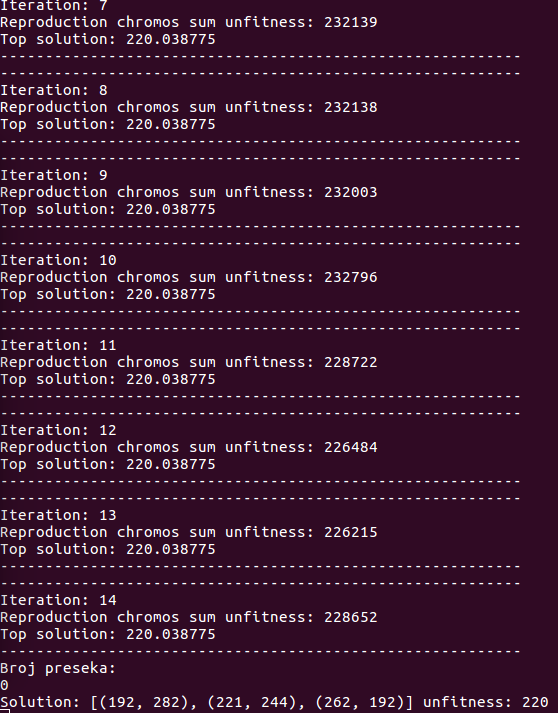 Iteration: 7
Reproduction chromos sum unfitness: 232139
Top solution: 220.038775
----------------------------------------------------------
----------------------------------------------------------
Iteration: 8
Reproduction chromos sum unfitness: 232138
Top solution: 220.038775
----------------------------------------------------------
----------------------------------------------------------
Iteration: 9
Reproduction chromos sum unfitness: 232003
Top solution: 220.038775
----------------------------------------------------------
----------------------------------------------------------
Iteration: 10
Reproduction chromos sum unfitness: 232796
Top solution: 220.038775
----------------------------------------------------------
----------------------------------------------------------
Iteration: 11
Reproduction chromos sum unfitness: 228722
Top solution: 220.038775
----------------------------------------------------------
----------------------------------------------------------
Iteration: 12
Reproduction chromos sum unfitness: 226484
Top solution: 220.038775
----------------------------------------------------------
----------------------------------------------------------
Iteration: 13
Reproduction chromos sum unfitness: 226215
Top solution: 220.038775
----------------------------------------------------------
----------------------------------------------------------
Iteration: 14
Reproduction chromos sum unfitness: 228652
Top solution: 220.038775
----------------------------------------------------------
Broj preseka:
0
Solution: [(192, 282), (221, 244), (262, 192)] unfitness: 220